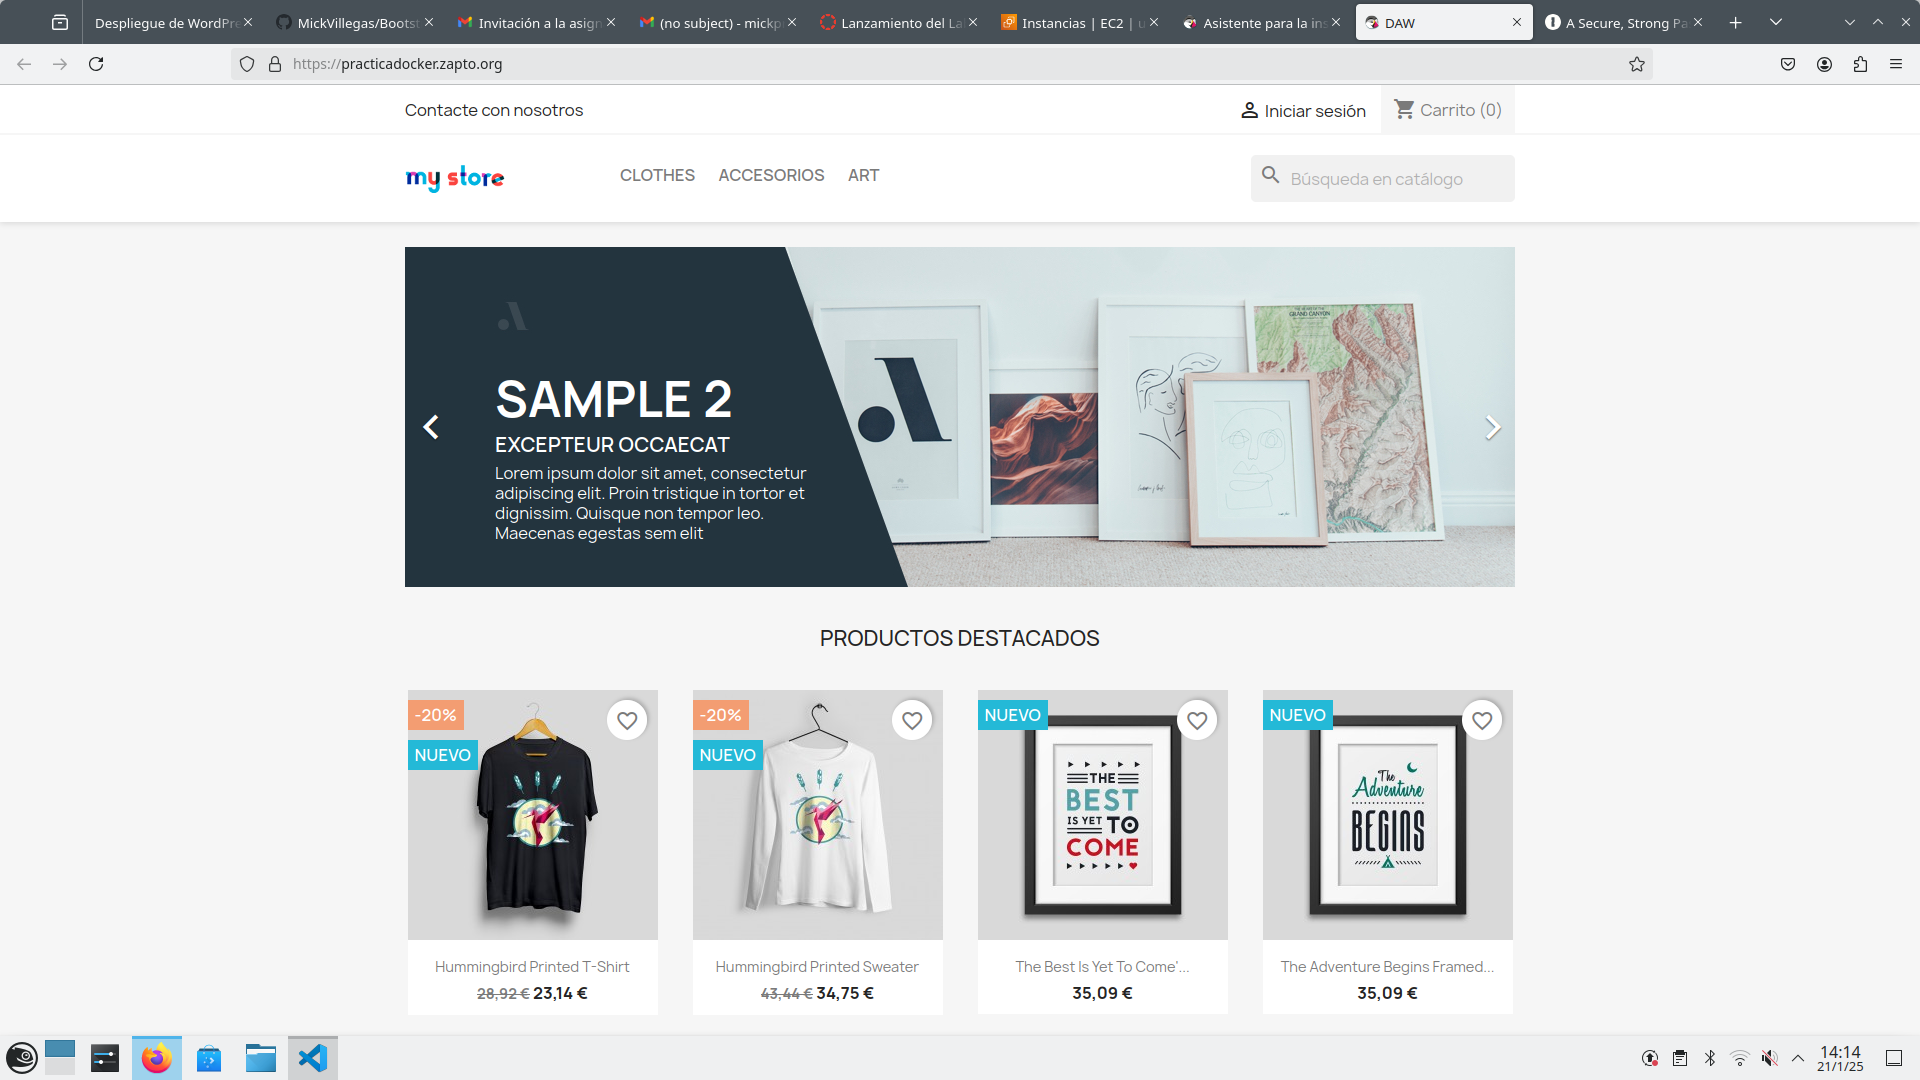 Despliegue de WordPre
MickVillegas/Bootst
Invitación a la asign
(no subject) - mickp
Lanzamiento del La
Instancias | EC2 | u
Asistente para la ins
DAW
A Secure, Strong Pa
https://practicadocker.zapto.org
Contacte con nosotros
Iniciar sesión
Carrito (0)
my store
CLOTHES
ACCESORIOS
ART
Búsqueda en catálogo
SAMPLE 2
EXCEPTEUR OCCAECAT
Lorem ipsum dolor sit amet, consectetur
adipiscing elit. Proin tristique in tortor et
dignissim. Quisque non tempor leo.
Maecenas egestas sem elit
GRAND CANYON
PRODUCTOS DESTACADOS
-20%
NUEVO
-20%
NUEVO
NUEVO
THE
BEST
IS YET TO
COME
NUEVO
The
Adventure
BEGINS
Hummingbird Printed T-Shirt
28,92 € 23,14 €
Hummingbird Printed Sweater
43,44 € 34,75 €
The Best Is Yet To Come'...
35,09 €
The Adventure Begins Framed...
35,09 €
14:14
21/1/25